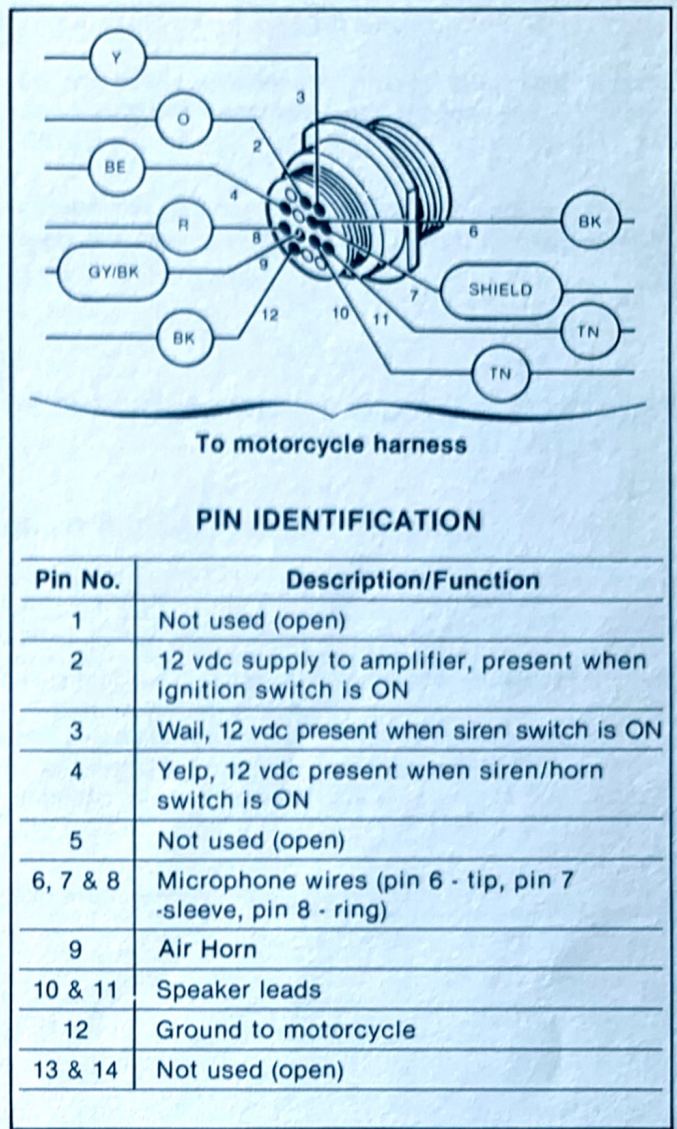 Y
3
O
2
BE
4
R
8
6
BK
GY/BK
9
7
SHIELD
12
10
11
TN
BK
TN
To motorcycle harness
PIN IDENTIFICATION
Pin No. Description/Function
1 Not used (open)
2 12 vdc supply to amplifier, present when
ignition switch is ON
3 Wail, 12 vdc present when siren switch is ON
4 Yelp, 12 vdc present when siren/horn
switch is ON
5 Not used (open)
6, 7 & 8 Microphone wires (pin 6 - tip, pin 7
-sleeve, pin 8 - ring)
9 Air Horn
10 & 11 Speaker leads
12 Ground to motorcycle
13 & 14 Not used (open)